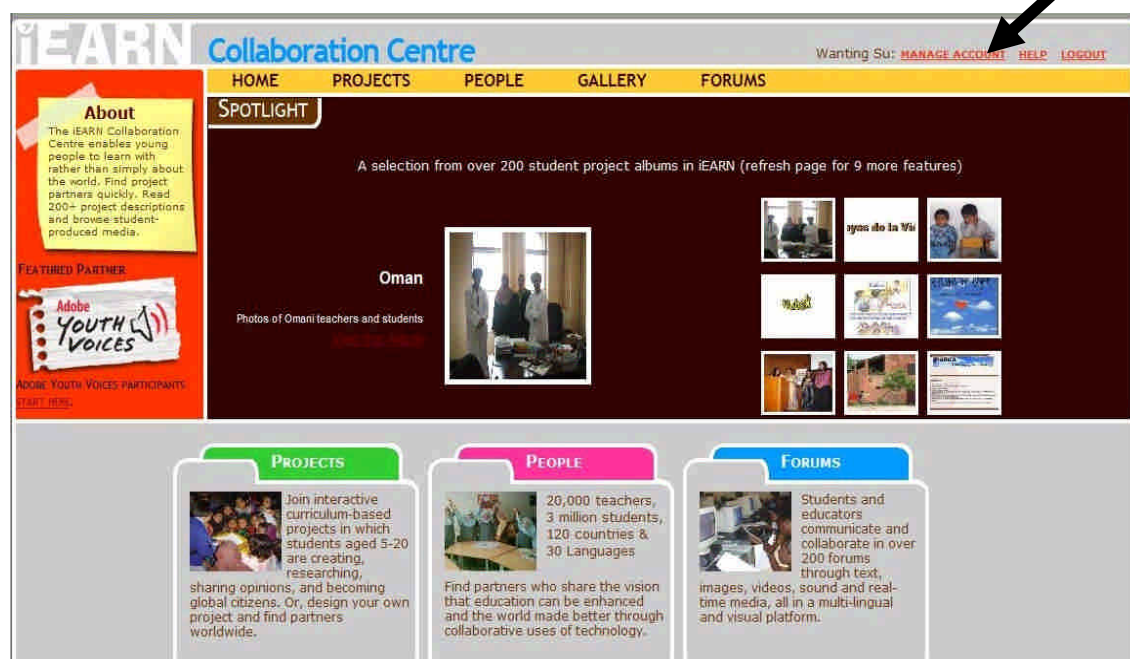 iEARN
Collaboration Centre
Wanting Su: MANAGE ACCOUNT HELP LOGOUT
HOME PROJECTS PEOPLE GALLERY FORUMS
About
The iEARN Collaboration
Centre enables young
people to learn with
rather than simply about
the world. Find project
partners quickly. Read
200+ project descriptions
and browse student-
produced media.
FEATURED PARTNER
Adobe
YOUTH
VOICES
ADOBE YOUTH VOICES PARTICIPANTS
START HERE.
SPOTLIGHT
A selection from over 200 student project albums in iEARN (refresh page for 9 more features)
Oman
Photos of Omani teachers and students
PROJECTS
Join interactive
curriculum-based
projects in which
students aged 5-20
are creating,
researching,
sharing opinions, and becoming
global citizens. Or, design your own
project and find partners
worldwide.
PEOPLE
20,000 teachers,
3 million students,
120 countries &
30 Languages
Find partners who share the vision
that education can be enhanced
and the world made better through
collaborative uses of technology.
FORUMS
Students and
educators
communicate and
collaborate in over
200 forums
through text,
images, videos, sound and real-
time media, all in a multi-lingual
and visual platform.